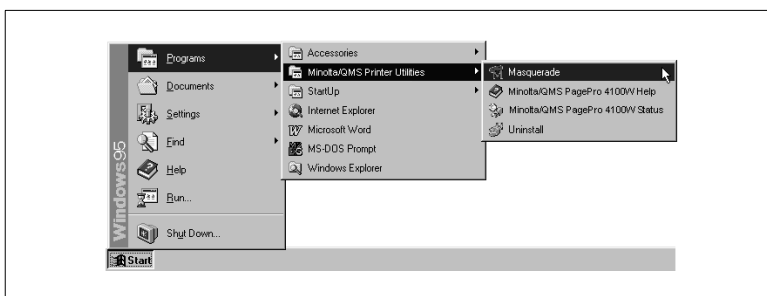 Windows95
Programs
Documents
Settings
Find
Help
Run...
Shut Down...
Start
Accessories
Minolta/QMS Printer Utilities
StartUp
Internet Explorer
Microsoft Word
MS-DOS Prompt
Windows Explorer
Masquerade
Minolta/QMS PagePro 4100W Help
Minolta/QMS PagePro 4100W Status
Uninstall